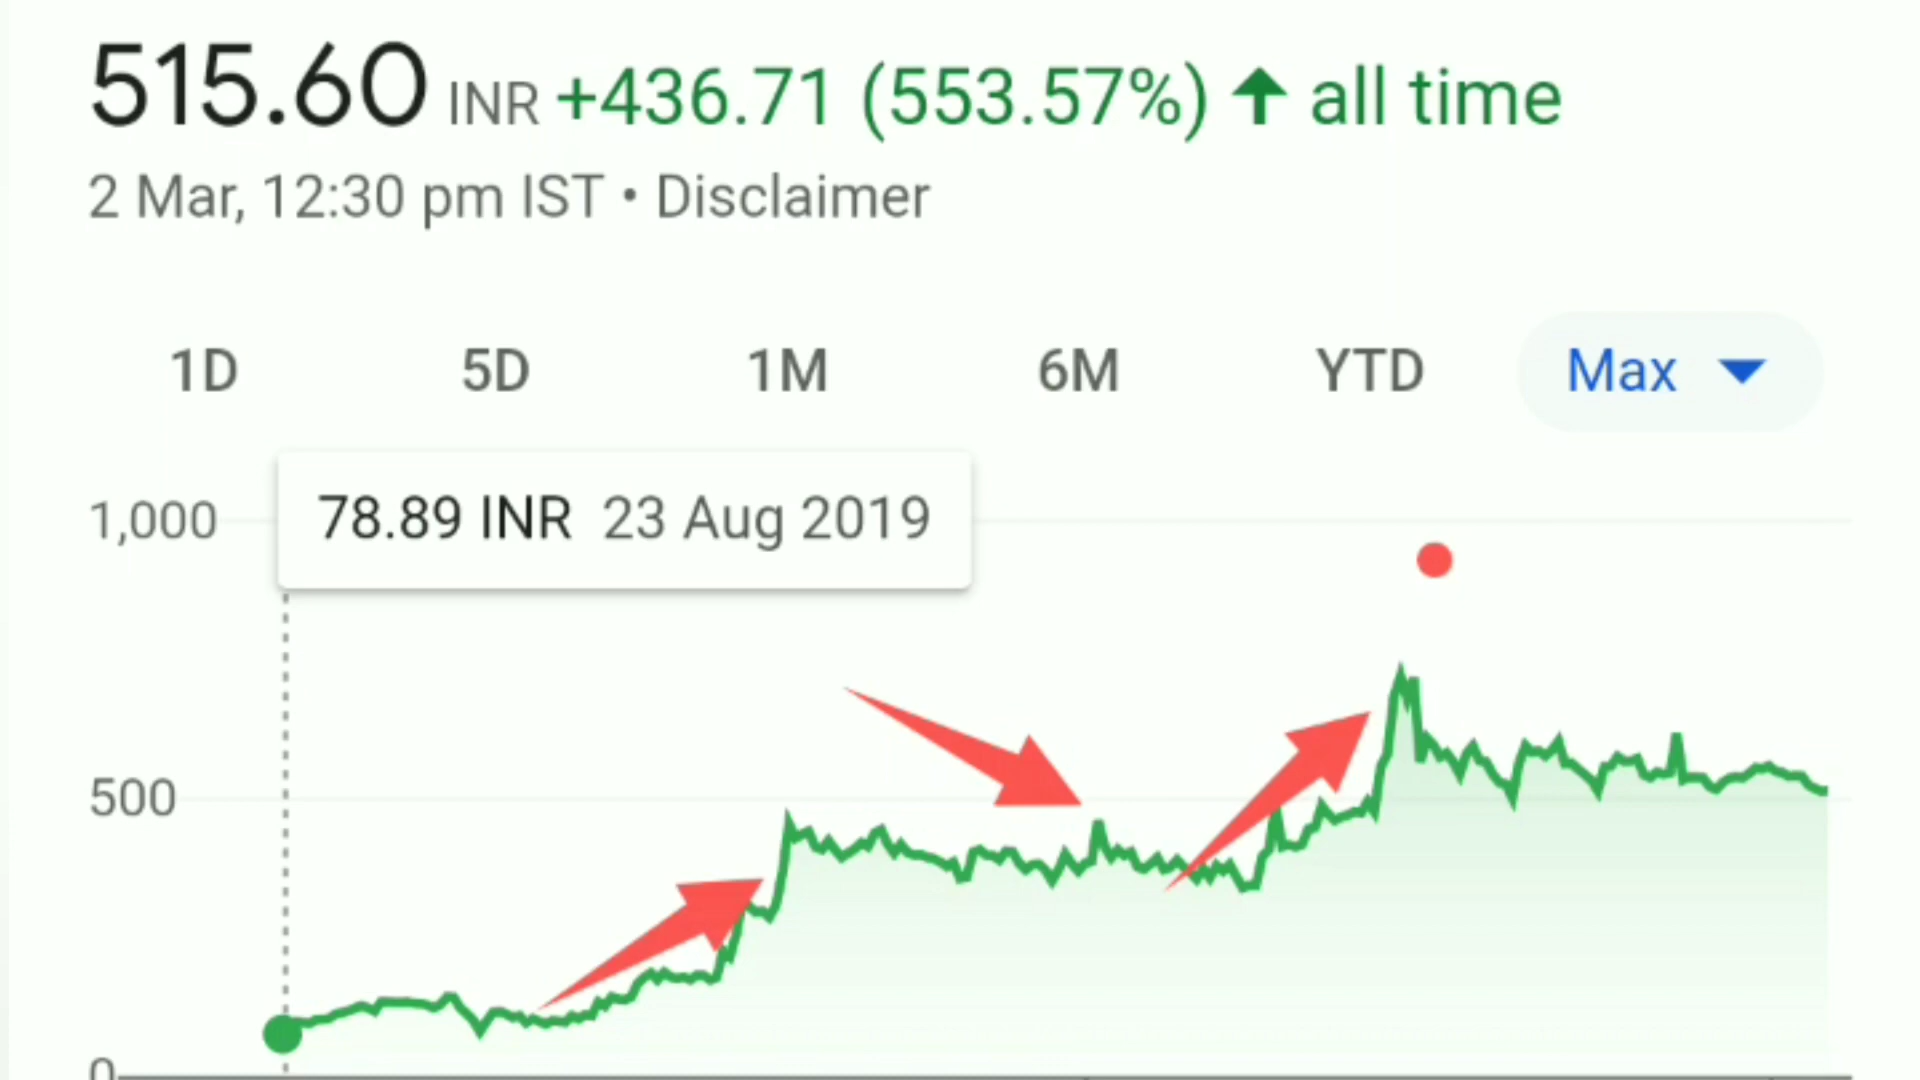 515.60 INR +436.71 (553.57%) ↑ all time
2 Mar, 12:30 pm IST • Disclaimer
1D 5D 1M 6M YTD Max
1,000
78.89 INR 23 Aug 2019
500
0